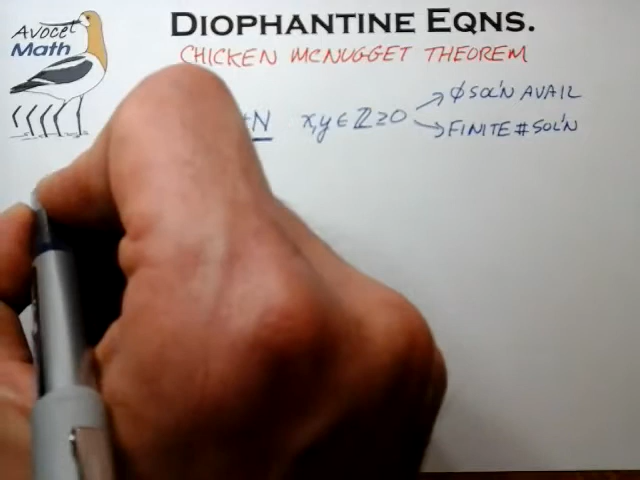 Avocet
Math
DIOPHANTINE EQNS.
CHICKEN MCNUGGET THEOREM
N x,y ∈ ℤ ≥ 0
∅ SOL'N AVAIL
FINITE # SOL'N